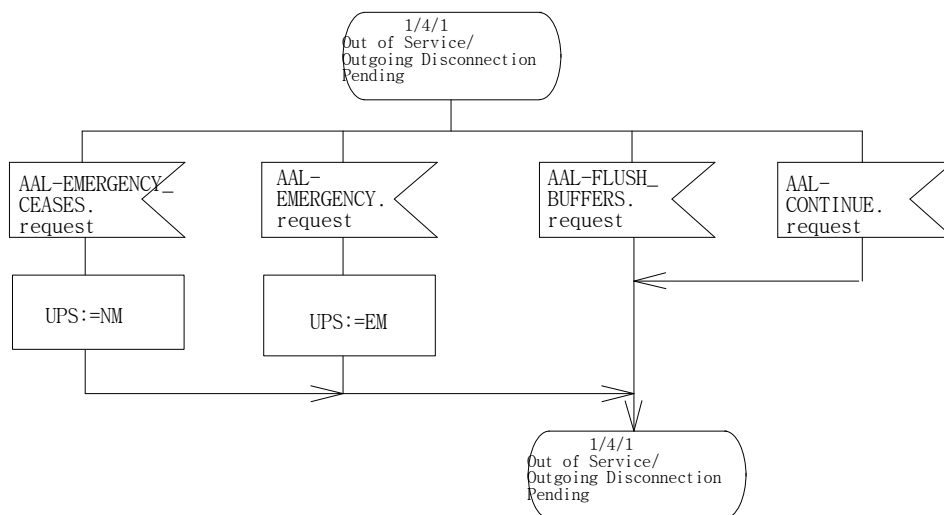 1/4/1
Out of Service/
Outgoing Disconnection
Pending
AAL-EMERGENCY_
CEASES.
request
AAL-
EMERGENCY.
request
AAL-FLUSH_
BUFFERS.
request
AAL-
CONTINUE.
request
UPS:=NM
UPS:=EM
1/4/1
Out of Service/
Outgoing Disconnection
Pending